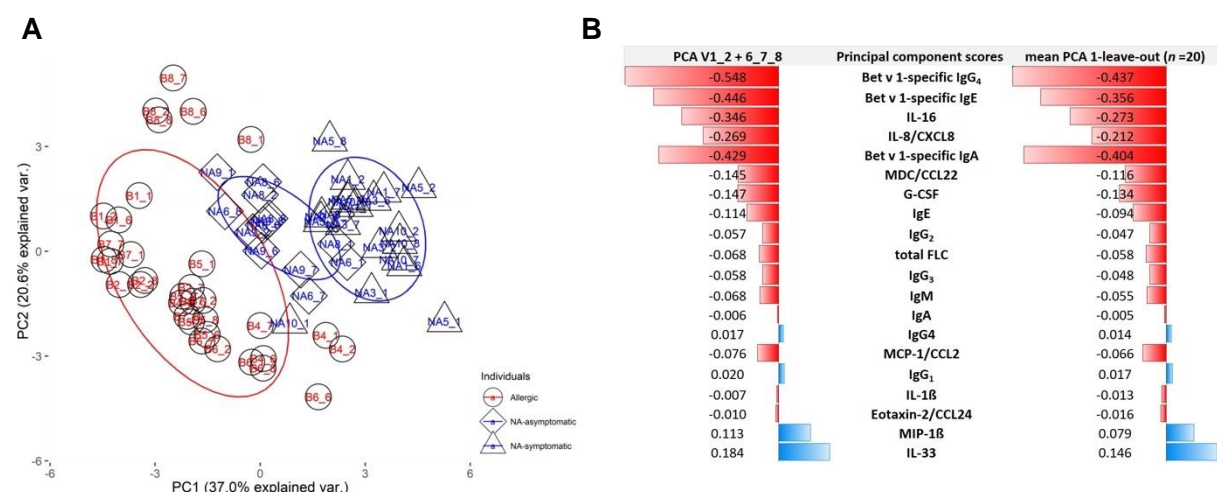 A
B
B8_7
B8_6
B8_1
NA5_8
NA9_1
NA8_6
NA6_8
NA9_6
NA9_7
NA6_7
NA10_1
NA1_2
NA1_7
NA5_2
NA10_2
NA6_1
NA1_6
NA3_1
NA5_1
B1_1
B5_1
B4_7
B4_1
B4_2
B6_2
B6_6
3
0
-3
-6
-6
-3
0
3
6
PC2 (20.6% explained var.)
PC1 (37.0% explained var.)
Individuals
a Allergic
a NA-asymptomatic
a NA-symptomatic
PCA V1_2 + 6_7_8 Principal component scores mean PCA 1-leave-out (n =20)
-0.548 Bet v 1-specific IgG4 -0.437
-0.446 Bet v 1-specific IgE -0.356
-0.346 IL-16 -0.273
-0.269 IL-8/CXCL8 -0.212
-0.429 Bet v 1-specific IgA -0.404
-0.145 MDC/CCL22 -0.116
-0.147 G-CSF -0.134
-0.114 IgE -0.094
-0.057 IgG2 -0.047
-0.068 total FLC -0.058
-0.058 IgG3 -0.048
-0.068 IgM -0.055
-0.006 IgA -0.005
0.017 IgG4 0.014
-0.076 MCP-1/CCL2 -0.066
0.020 IgG1 0.017
-0.007 IL-1ß -0.013
-0.010 Eotaxin-2/CCL24 -0.016
0.113 MIP-1ß 0.079
0.184 IL-33 0.146